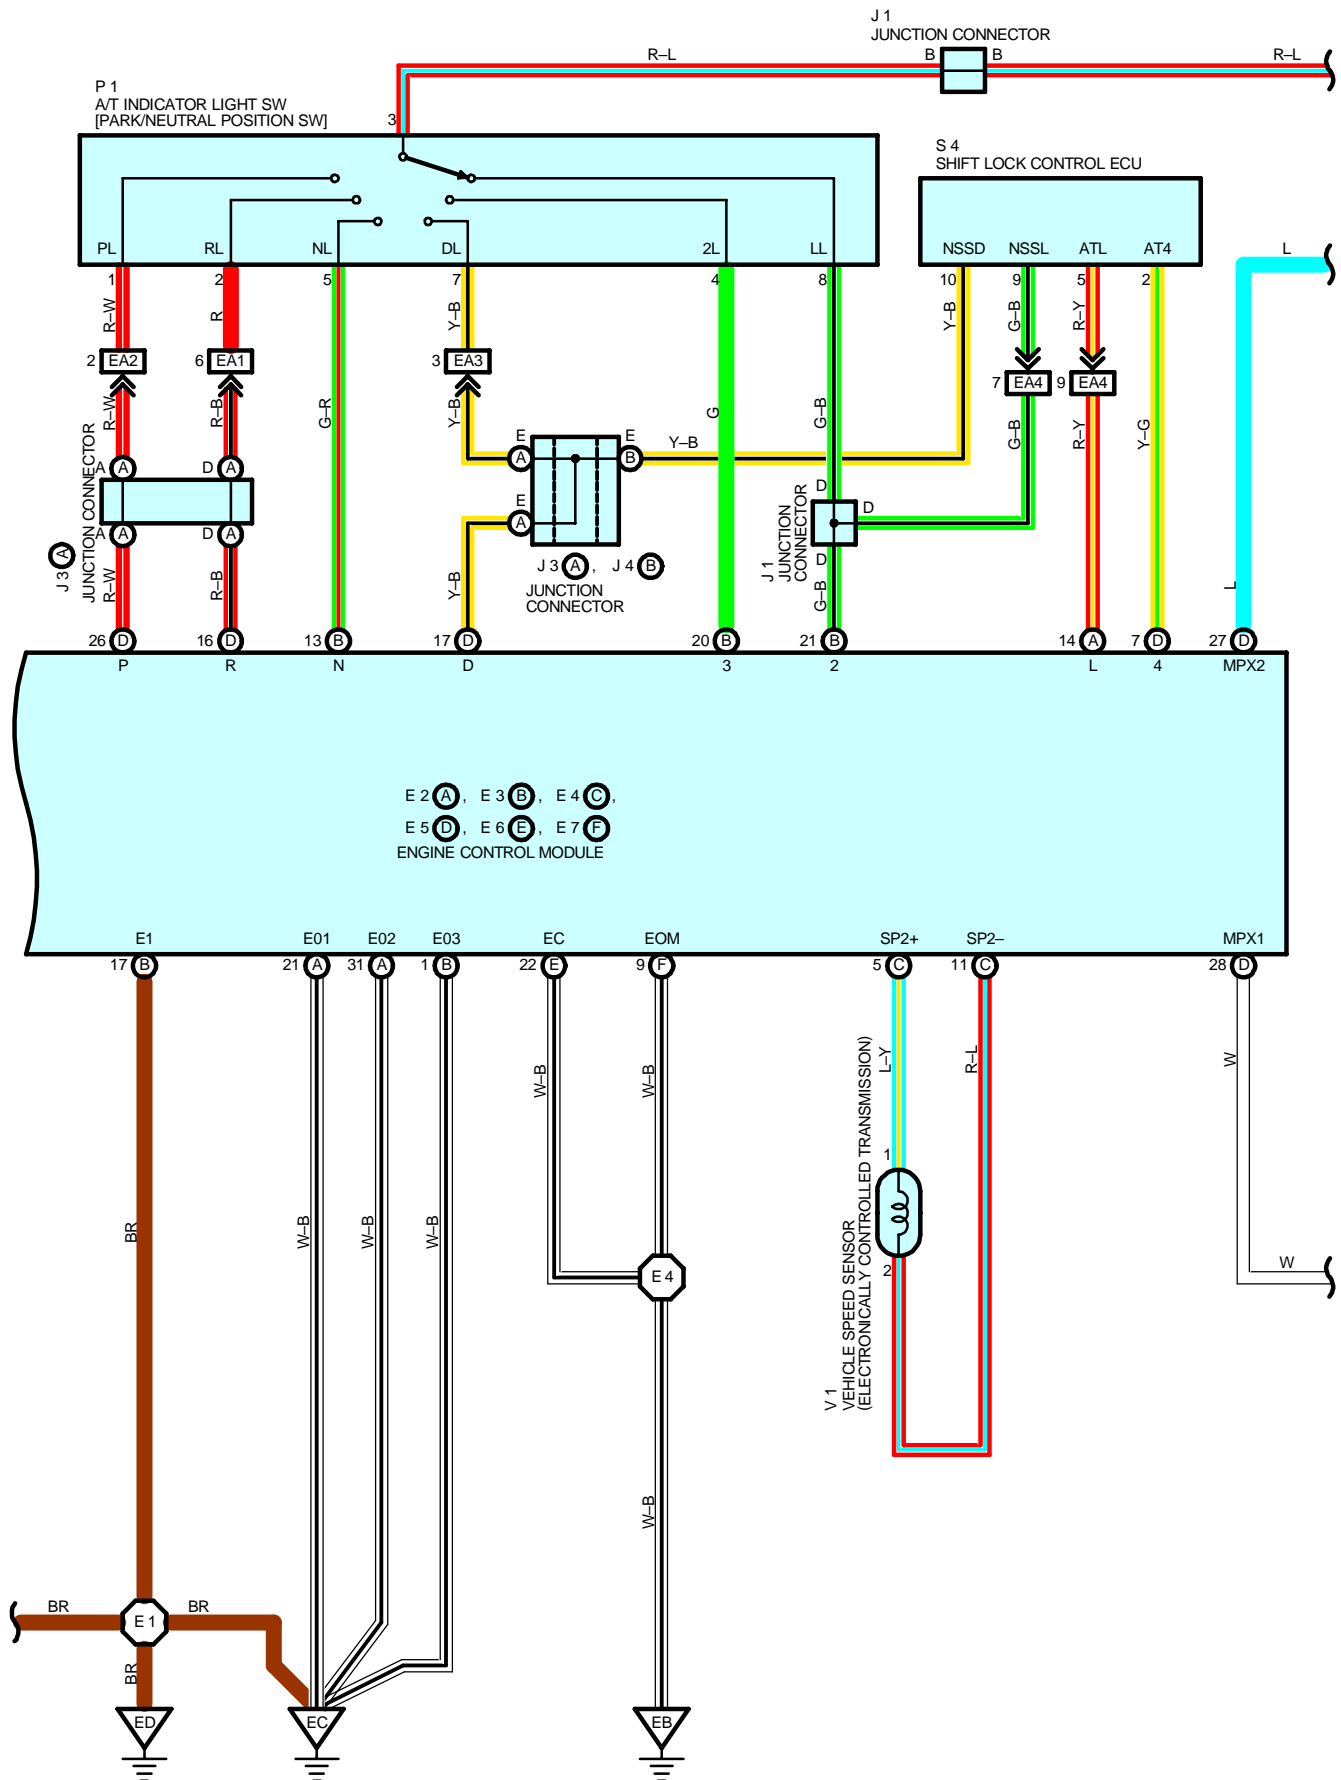 J 1
JUNCTION CONNECTOR
R–L
B
B
R–L
P 1
A/T INDICATOR LIGHT SW
[PARK/NEUTRAL POSITION SW]
3
S 4
SHIFT LOCK CONTROL ECU
PL
RL
NL
DL
2L
LL
NSSD
NSSL
ATL
AT4
L
1
2
5
7
4
8
10
9
5
2
R–W
R
Y–B
Y–B
G–B
R–Y
2
EA2
6
EA1
3
EA3
7
EA4
9
EA4
R–W
R–B
G–R
Y–B
G
G–B
G–B
R–Y
Y–G
A
A
D
A
E
A
E
B
Y–B
A
A
D
A
E
A
D
D
D
J 3
A
JUNCTION CONNECTOR
J 3
A
,
J 4
B
JUNCTION
CONNECTOR
J 1
JUNCTION
CONNECTOR
R–W
R–B
Y–B
G–B
L
26
D
16
D
13
B
17
D
20
B
21
B
14
A
7
D
27
D
P
R
N
D
3
2
L
4
MPX2
E 2
A
,
E 3
B
,
E 4
C
,
E 5
D
,
E 6
E
,
E 7
F
ENGINE CONTROL MODULE
E1
E01
E02
E03
EC
EOM
SP2+
SP2–
MPX1
17
B
21
A
31
A
1
B
22
E
9
F
5
C
11
C
28
D
W–B
W–B
L–Y
R–L
W
1
BR
W–B
W–B
W–B
E 4
2
W
V 1
VEHICLE SPEED SENSOR
(ELECTRONICALLY CONTROLLED TRANSMISSION)
W–B
BR
E 1
BR
BR
ED
EC
EB